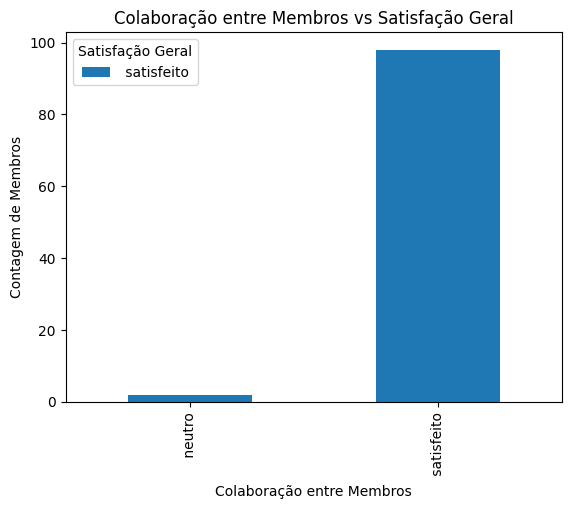 Colaboração entre Membros vs Satisfação Geral
Satisfação Geral
satisfeito
Contagem de Membros
100
80
60
40
20
0
neutro
satisfeito
Colaboração entre Membros